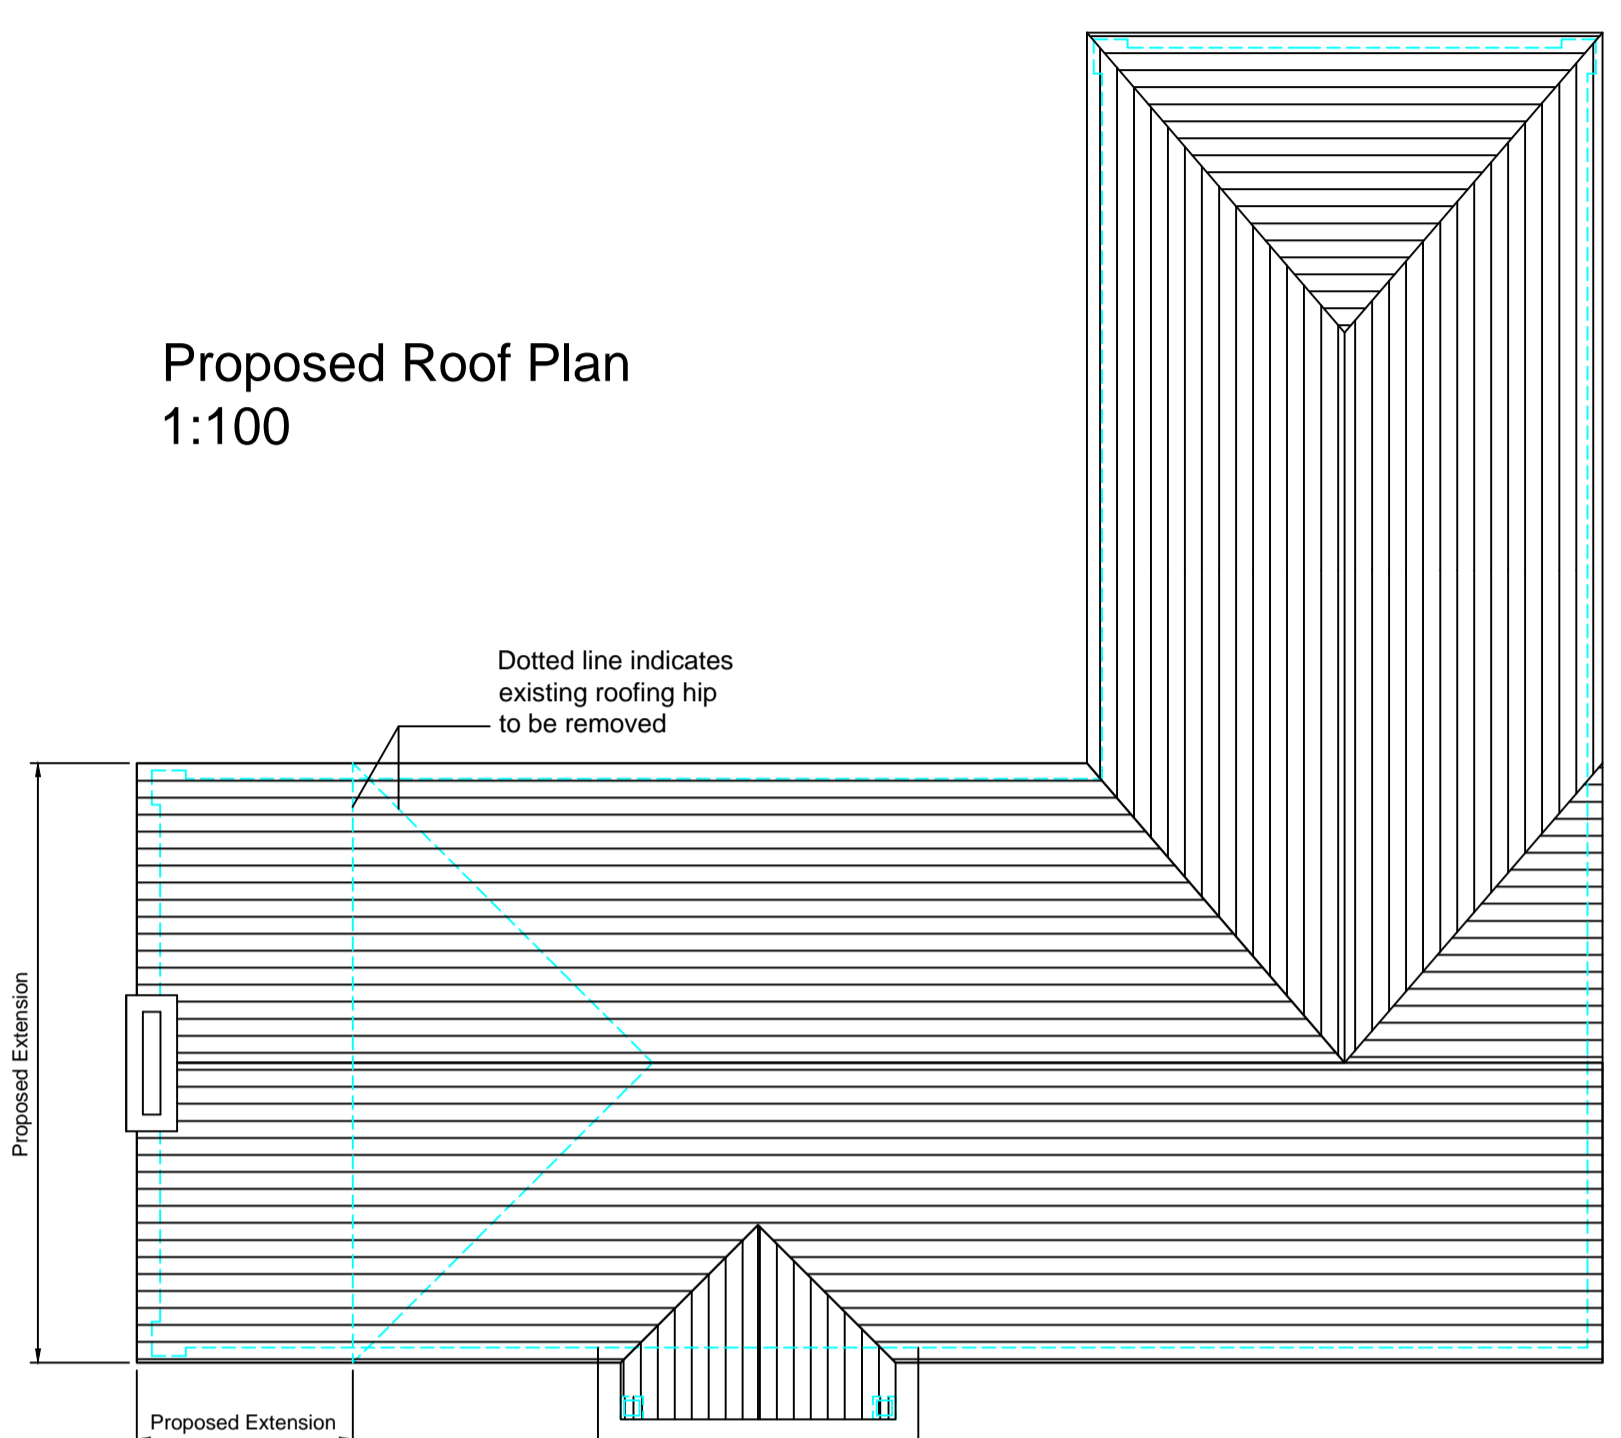 Proposed Roof Plan
1:100
Dotted line indicates
existing roofing hip
to be removed
Proposed Extension
Proposed Extension